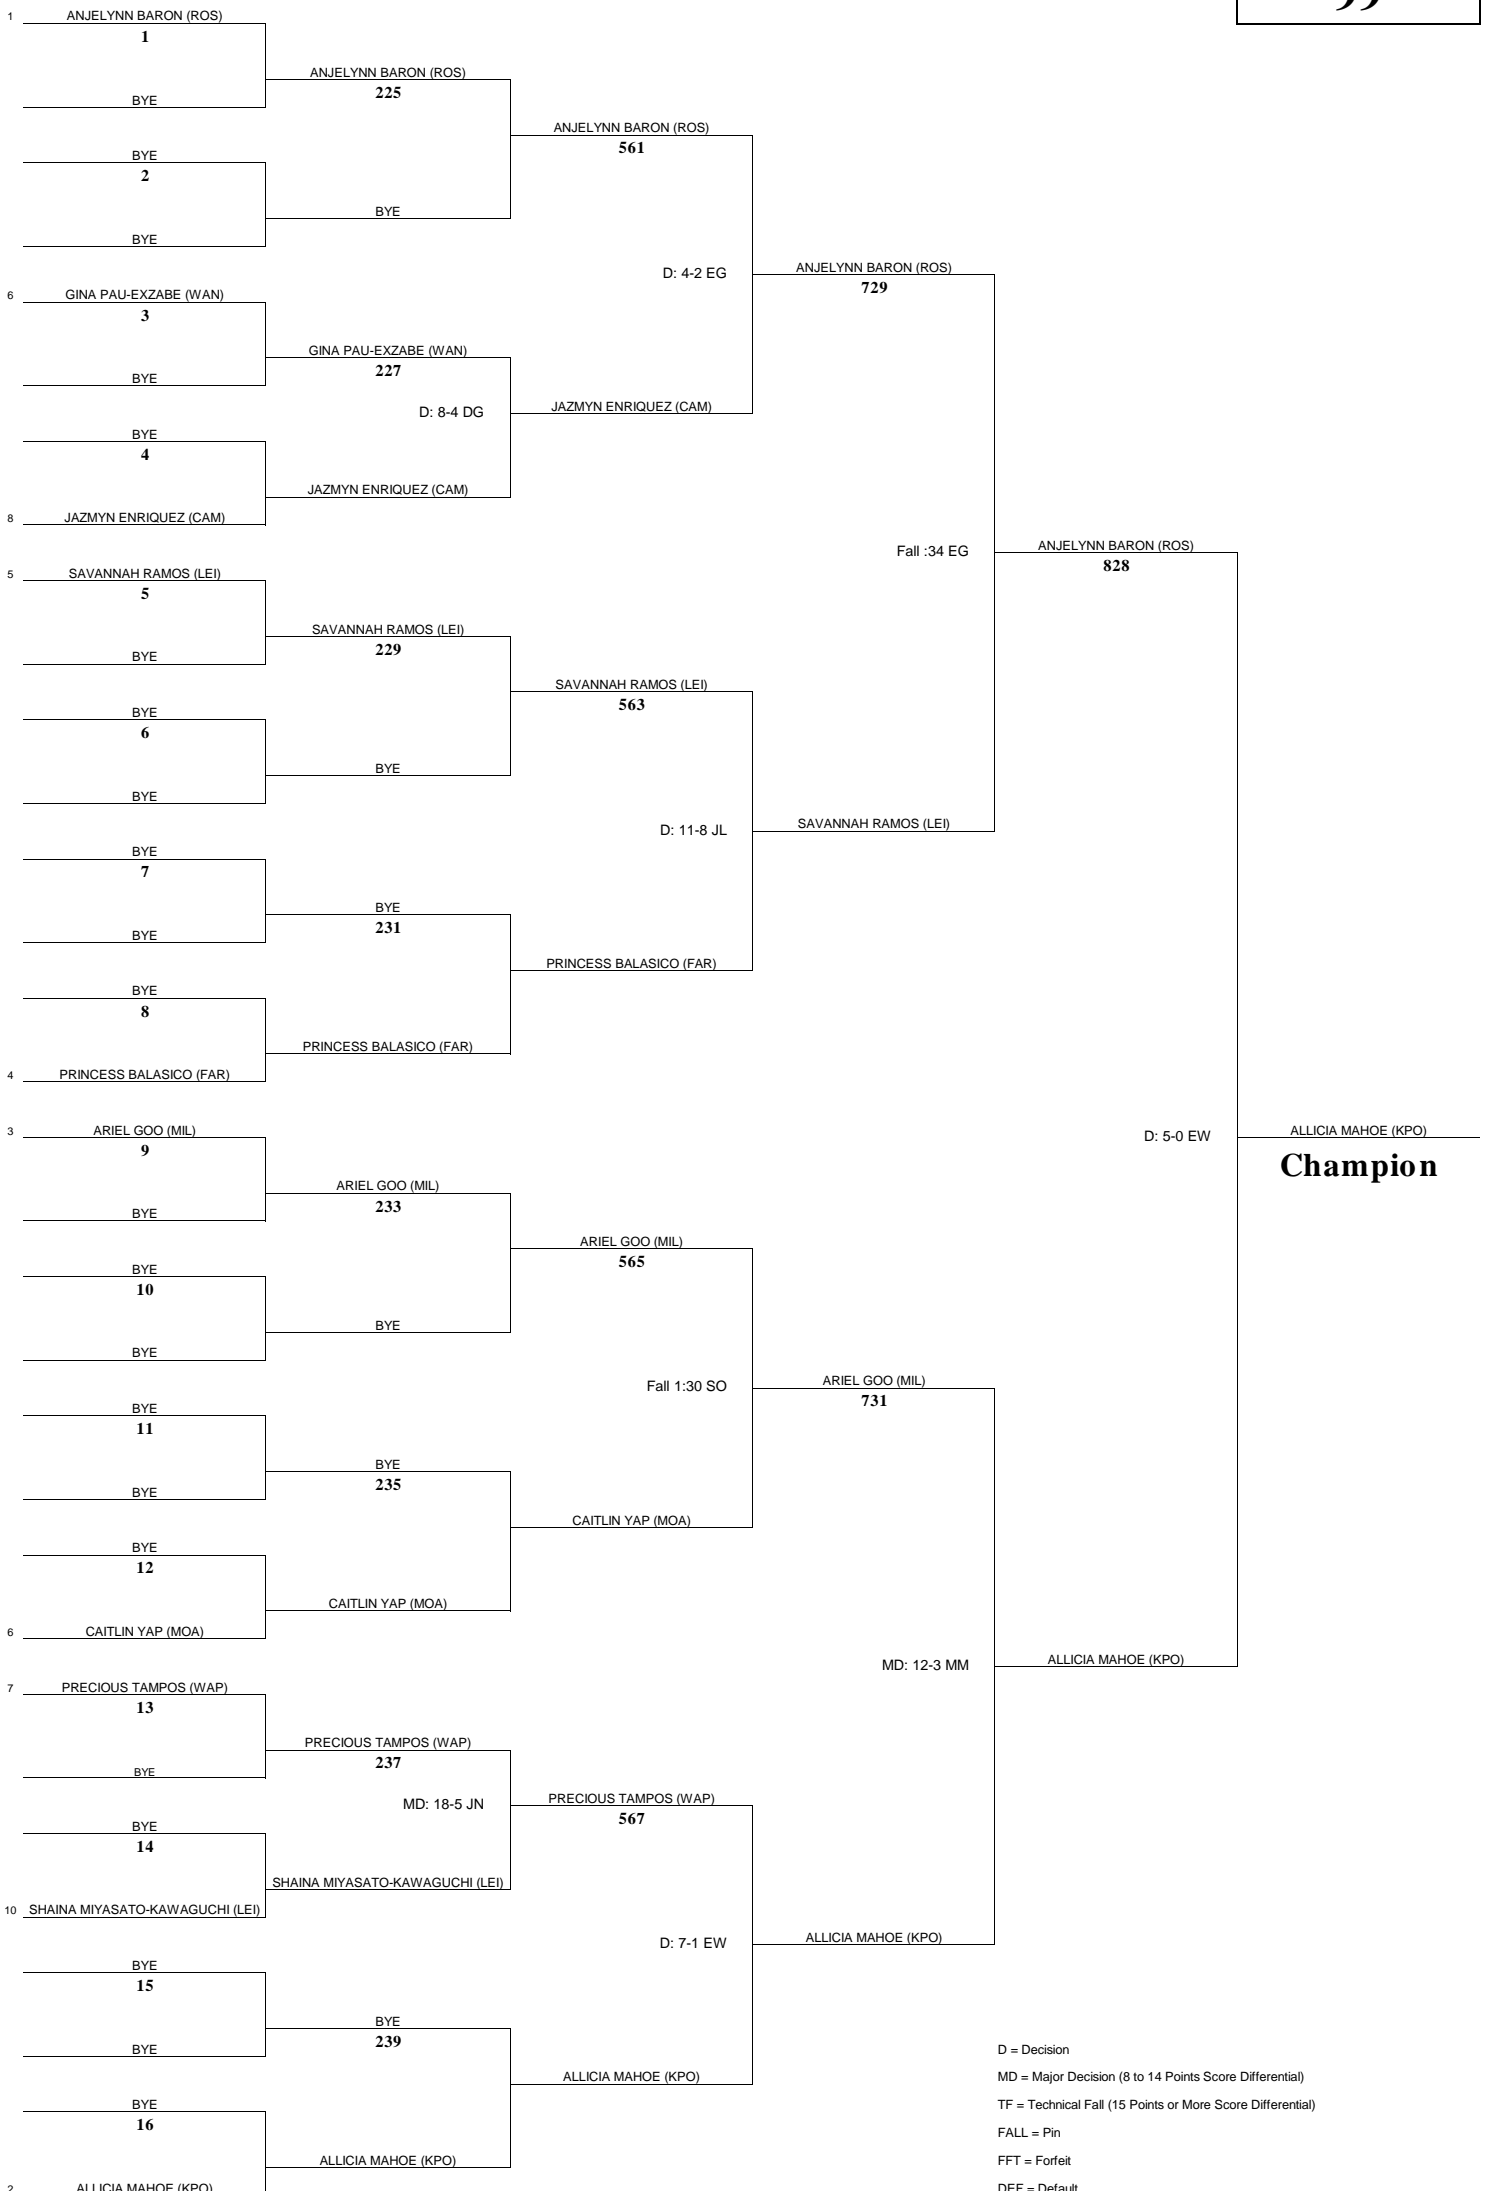 1 ANJELYNN BARON (ROS)
1
BYE
ANJELYNN BARON (ROS)
225
BYE
2
BYE
BYE
ANJELYNN BARON (ROS)
561
6 GINA PAU-EXZABE (WAN)
3
BYE
GINA PAU-EXZABE (WAN)
227
D: 8-4 DG
BYE
4
8 JAZMYN ENRIQUEZ (CAM)
JAZMYN ENRIQUEZ (CAM)
JAZMYN ENRIQUEZ (CAM)
D: 4-2 EG
ANJELYNN BARON (ROS)
729
5 SAVANNAH RAMOS (LEI)
5
BYE
SAVANNAH RAMOS (LEI)
229
BYE
6
BYE
BYE
SAVANNAH RAMOS (LEI)
563
BYE
7
BYE
BYE
231
BYE
8
4 PRINCESS BALASICO (FAR)
PRINCESS BALASICO (FAR)
PRINCESS BALASICO (FAR)
D: 11-8 JL
SAVANNAH RAMOS (LEI)
Fall :34 EG
ANJELYNN BARON (ROS)
828
3 ARIEL GOO (MIL)
9
BYE
ARIEL GOO (MIL)
233
BYE
10
BYE
BYE
ARIEL GOO (MIL)
565
BYE
11
BYE
BYE
235
BYE
12
6 CAITLIN YAP (MOA)
CAITLIN YAP (MOA)
CAITLIN YAP (MOA)
Fall 1:30 SO
ARIEL GOO (MIL)
731
7 PRECIOUS TAMPOS (WAP)
13
BYE
PRECIOUS TAMPOS (WAP)
237
MD: 18-5 JN
BYE
14
10 SHAINA MIYASATO-KAWAGUCHI (LEI)
SHAINA MIYASATO-KAWAGUCHI (LEI)
PRECIOUS TAMPOS (WAP)
567
BYE
15
BYE
BYE
239
BYE
16
2 ALLICIA MAHOE (KPO)
ALLICIA MAHOE (KPO)
ALLICIA MAHOE (KPO)
D: 7-1 EW
ALLICIA MAHOE (KPO)
MD: 12-3 MM
ALLICIA MAHOE (KPO)
D: 5-0 EW
ALLICIA MAHOE (KPO)
Champion
D = Decision
MD = Major Decision (8 to 14 Points Score Differential)
TF = Technical Fall (15 Points or More Score Differential)
FALL = Pin
FFT = Forfeit
DEF = Default